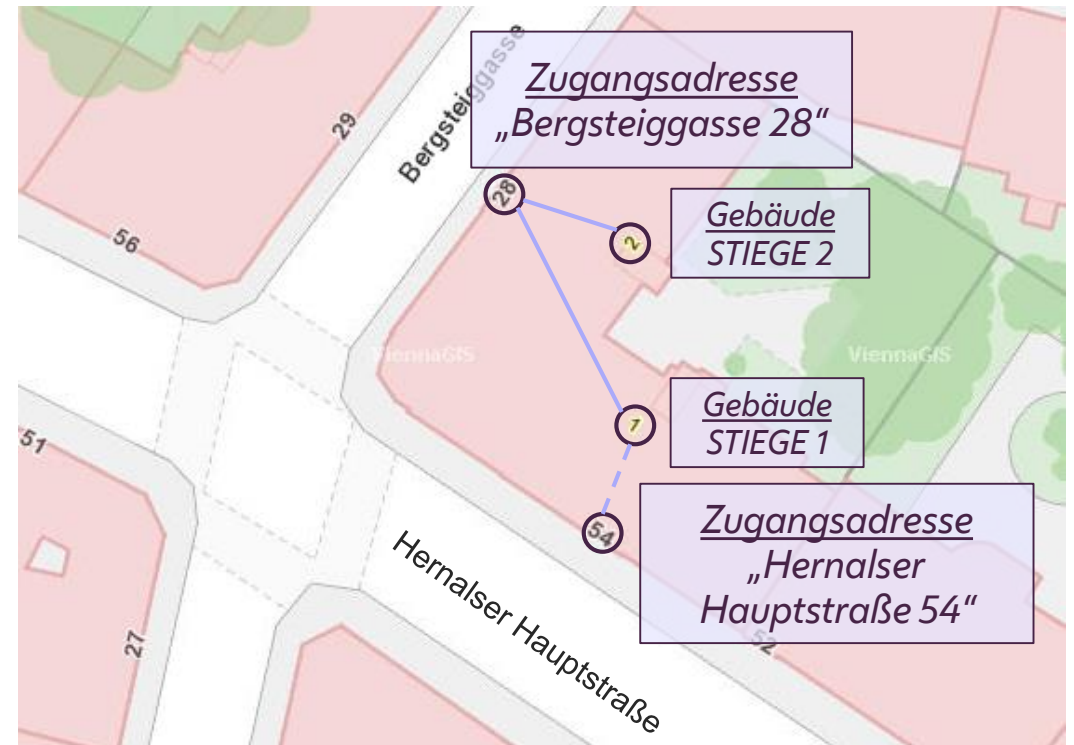 Zugangsadresse
„Bergsteiggasse 28“
Bergsteiggasse
29
28
56
2
Gebäude
STIEGE 2
ViennaGIS
ViennaGIS
Gebäude
STIEGE 1
1
51
54
Zugangsadresse
„Hernalser
Hauptstraße 54“
Hernalser Hauptstraße
52
27